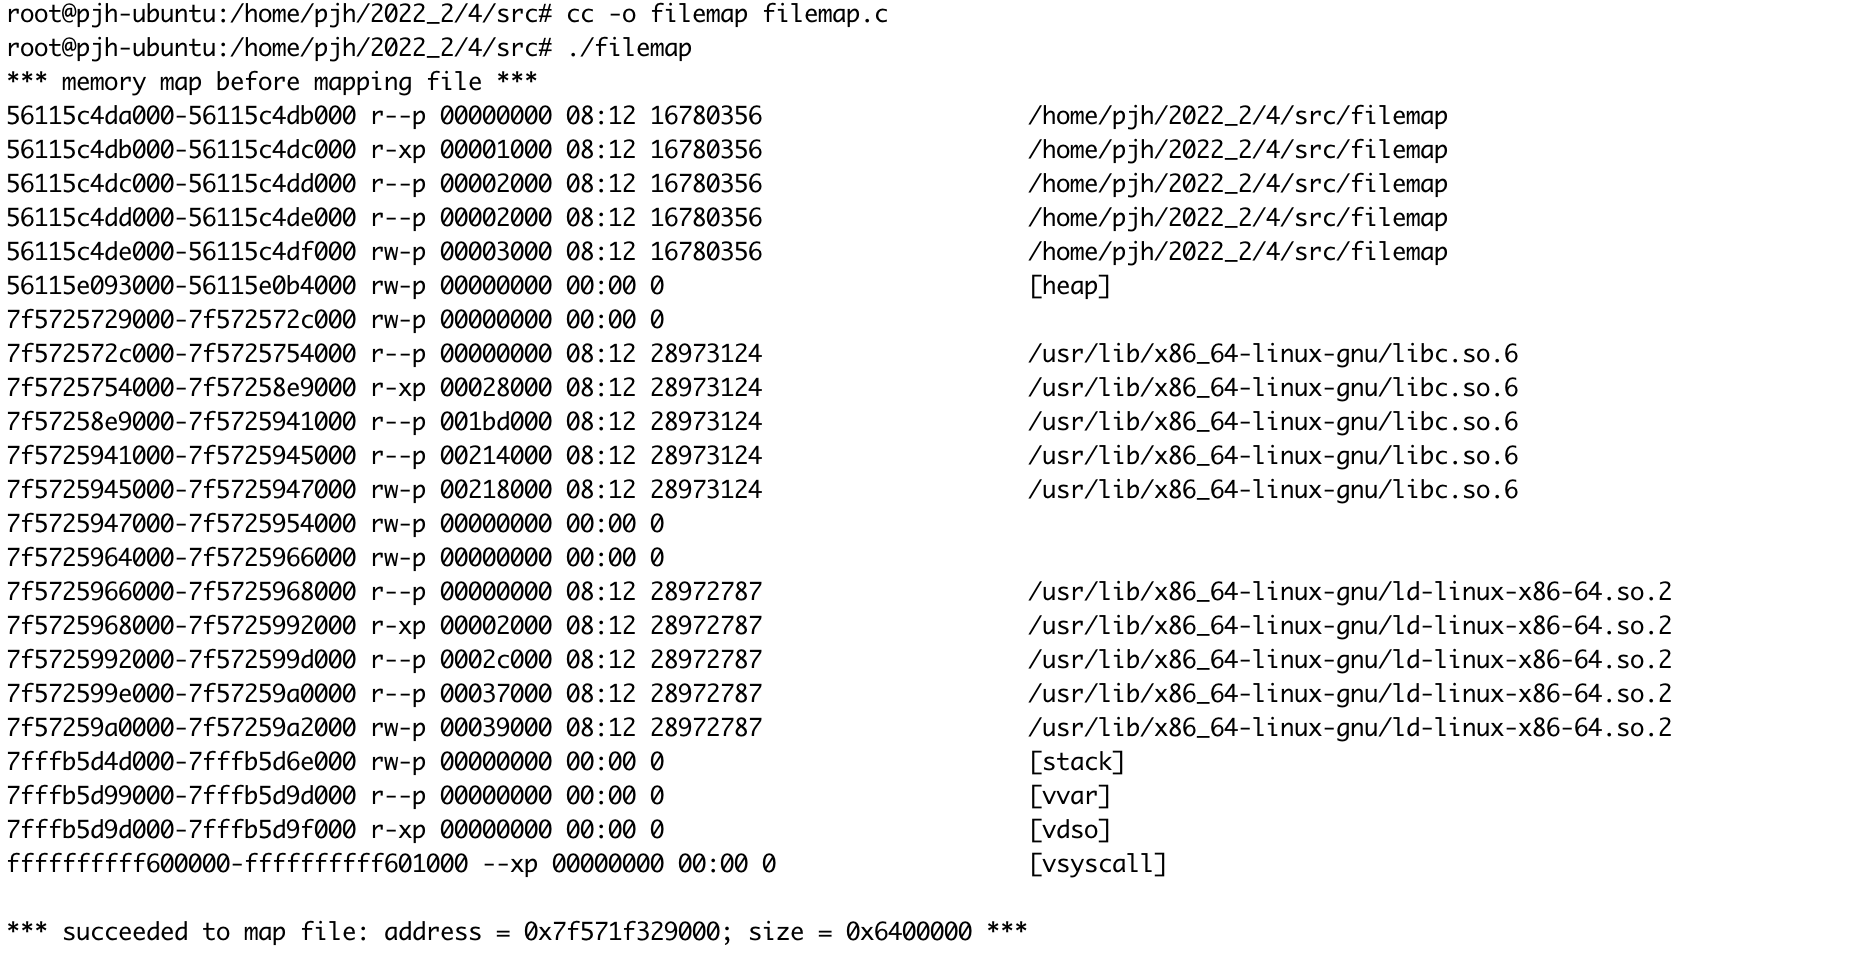 root@pjh-ubuntu:/home/pjh/2022_2/4/src# cc -o filemap filemap.c
root@pjh-ubuntu:/home/pjh/2022_2/4/src# ./filemap
*** memory map before mapping file ***
56115c4da000-56115c4db000 r--p 00000000 08:12 16780356                   /home/pjh/2022_2/4/src/filemap
56115c4db000-56115c4dc000 r-xp 00001000 08:12 16780356                   /home/pjh/2022_2/4/src/filemap
56115c4dc000-56115c4dd000 r--p 00002000 08:12 16780356                   /home/pjh/2022_2/4/src/filemap
56115c4dd000-56115c4de000 r--p 00002000 08:12 16780356                   /home/pjh/2022_2/4/src/filemap
56115c4de000-56115c4df000 rw-p 00003000 08:12 16780356                   /home/pjh/2022_2/4/src/filemap
56115e093000-56115e0b4000 rw-p 00000000 00:00 0                          [heap]
7f5725729000-7f572572c000 rw-p 00000000 00:00 0
7f572572c000-7f5725754000 r--p 00000000 08:12 28973124                   /usr/lib/x86_64-linux-gnu/libc.so.6
7f5725754000-7f57258e9000 r-xp 00028000 08:12 28973124                   /usr/lib/x86_64-linux-gnu/libc.so.6
7f57258e9000-7f5725941000 r--p 001bd000 08:12 28973124                   /usr/lib/x86_64-linux-gnu/libc.so.6
7f5725941000-7f5725945000 r--p 00214000 08:12 28973124                   /usr/lib/x86_64-linux-gnu/libc.so.6
7f5725945000-7f5725947000 rw-p 00218000 08:12 28973124                   /usr/lib/x86_64-linux-gnu/libc.so.6
7f5725947000-7f5725954000 rw-p 00000000 00:00 0
7f5725964000-7f5725966000 rw-p 00000000 00:00 0
7f5725966000-7f5725968000 r--p 00000000 08:12 28972787                   /usr/lib/x86_64-linux-gnu/ld-linux-x86-64.so.2
7f5725968000-7f5725992000 r-xp 00002000 08:12 28972787                   /usr/lib/x86_64-linux-gnu/ld-linux-x86-64.so.2
7f5725992000-7f572599d000 r--p 0002c000 08:12 28972787                   /usr/lib/x86_64-linux-gnu/ld-linux-x86-64.so.2
7f572599e000-7f57259a0000 r--p 00037000 08:12 28972787                   /usr/lib/x86_64-linux-gnu/ld-linux-x86-64.so.2
7f57259a0000-7f57259a2000 rw-p 00039000 08:12 28972787                   /usr/lib/x86_64-linux-gnu/ld-linux-x86-64.so.2
7fffb5d4d000-7fffb5d6e000 rw-p 00000000 00:00 0                          [stack]
7fffb5d99000-7fffb5d9d000 r--p 00000000 00:00 0                          [vvar]
7fffb5d9d000-7fffb5d9f000 r-xp 00000000 00:00 0                          [vdso]
ffffffffff600000-ffffffffff601000 --xp 00000000 00:00 0                  [vsyscall]

*** succeeded to map file: address = 0x7f571f329000; size = 0x6400000 ***